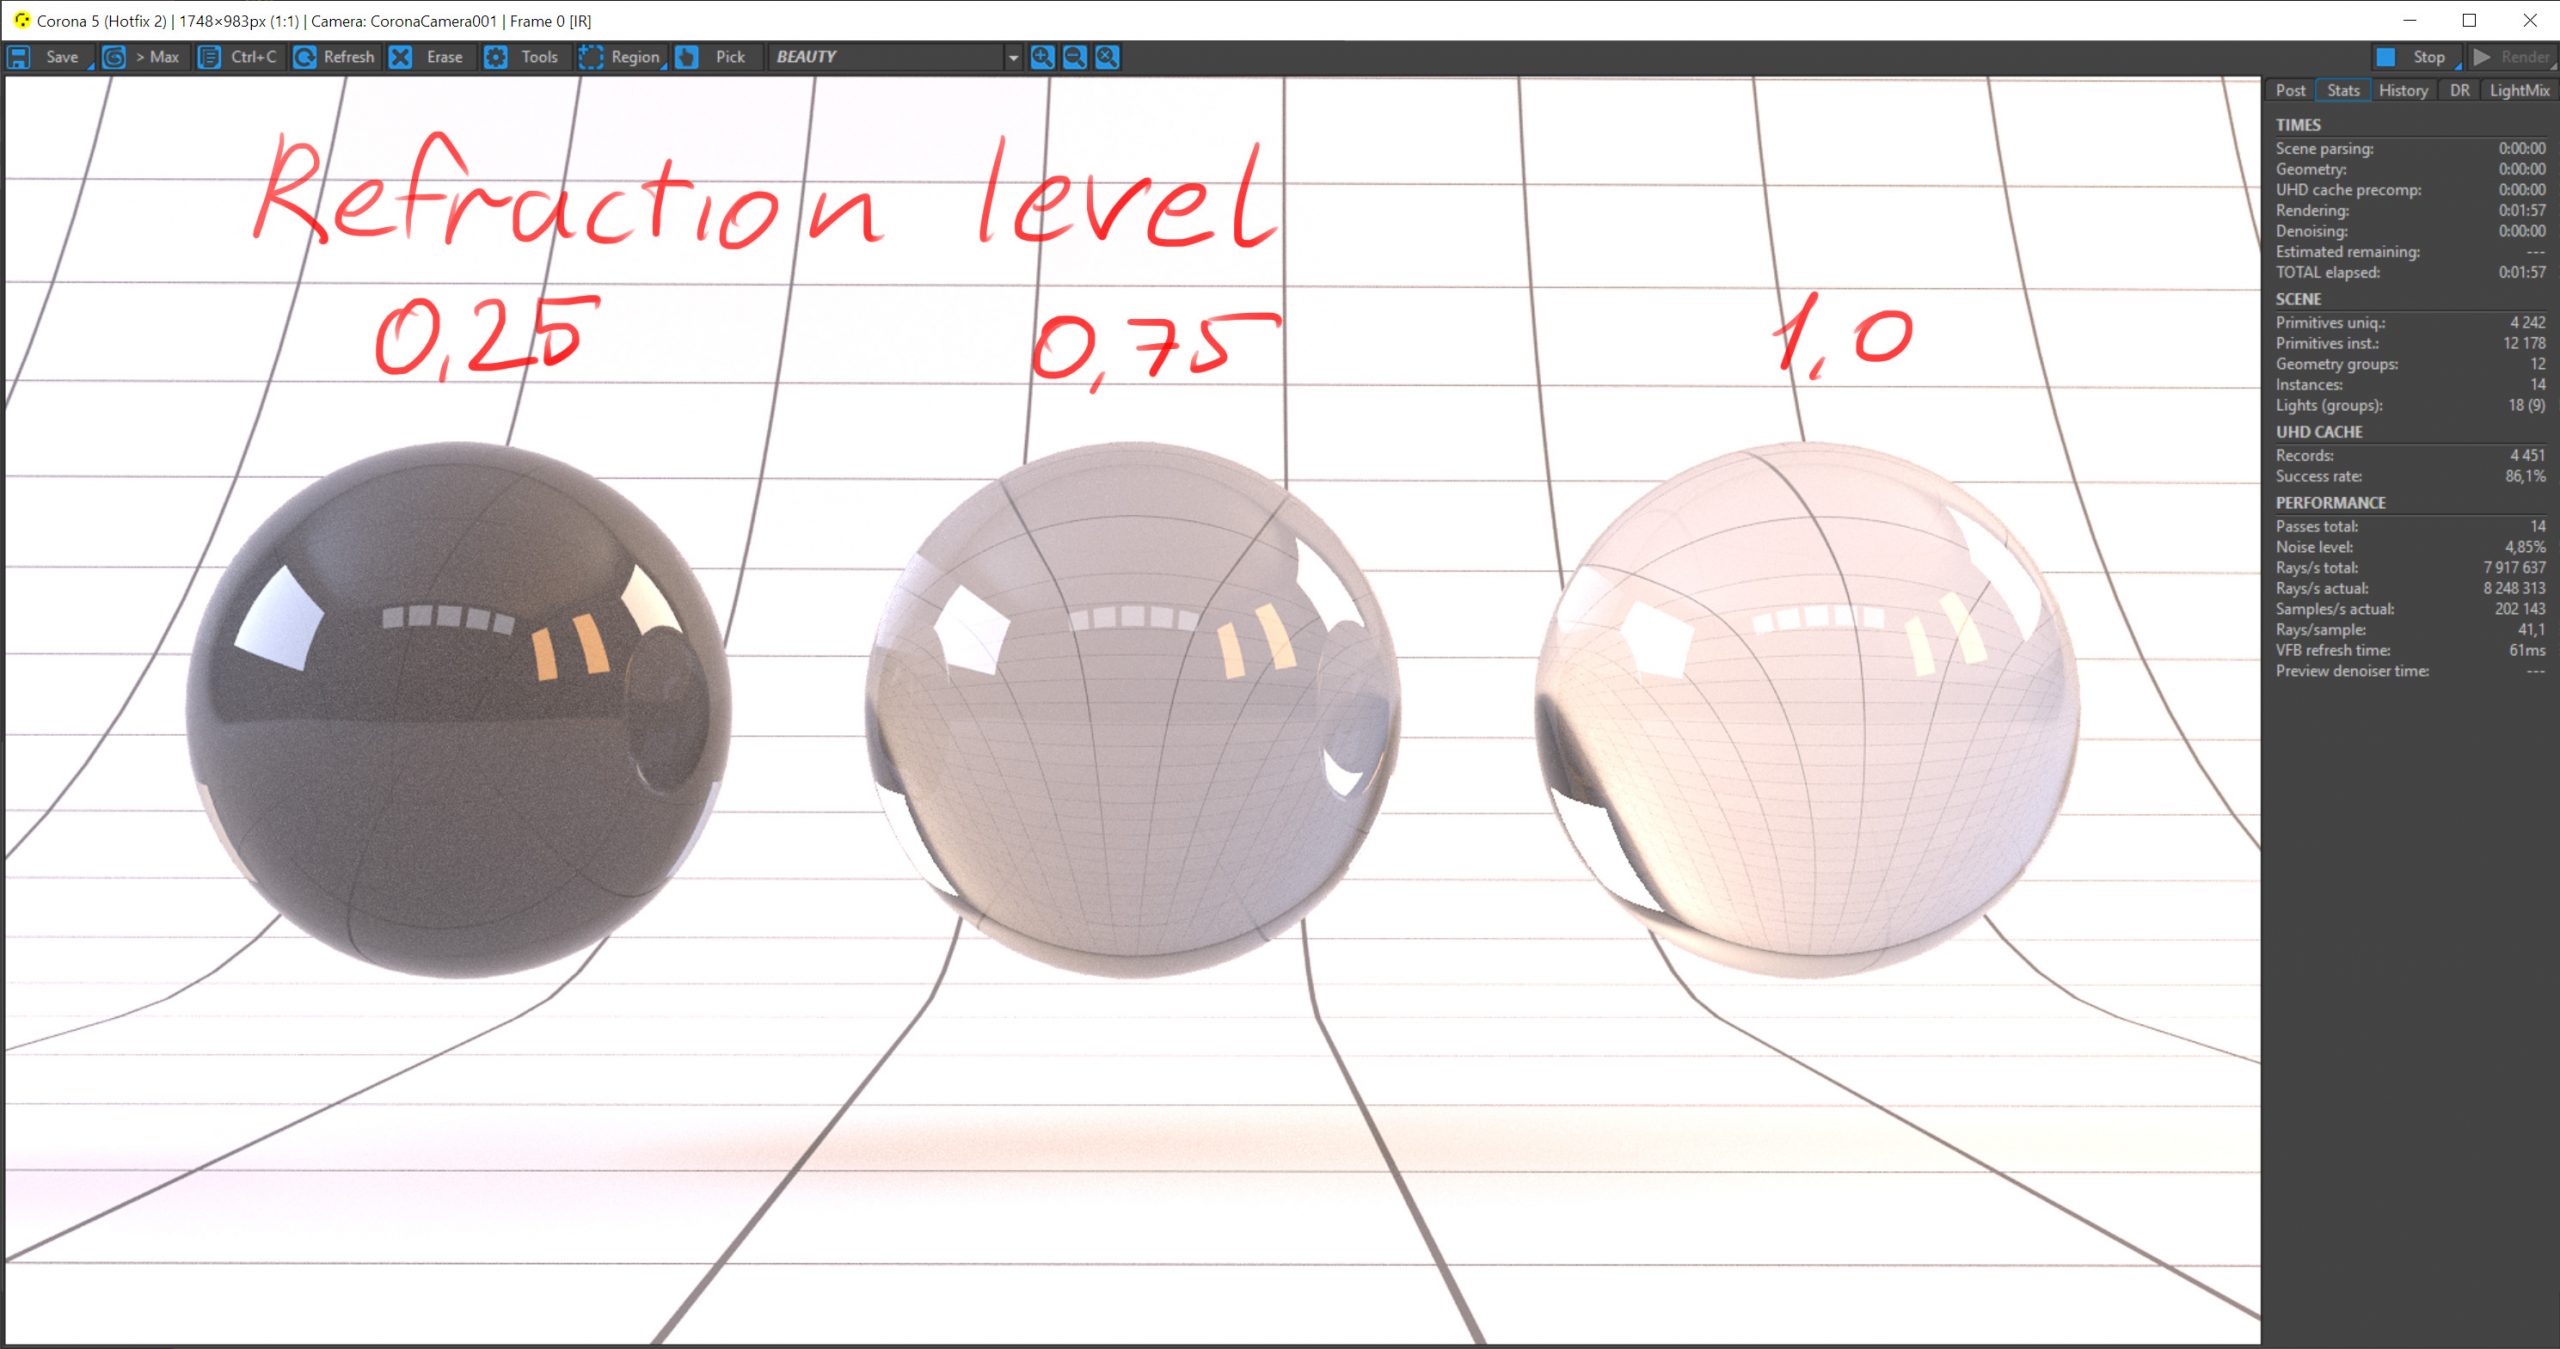 Corona 5 (Hotfix 2) | 1748×983px (1:1) | Camera: CoronaCamera001 | Frame 0 [IR]
Save > Max Ctrl+C Refresh Erase Tools Region Pick BEAUTY Stop Render
Post Stats History DR LightMix
Refraction level
0,25 0,75 1,0
TIMES
Scene parsing: 0:00:00
Geometry: 0:00:00
UHD cache precomp: 0:00:00
Rendering: 0:01:57
Denoising: 0:00:00
Estimated remaining: ---
TOTAL elapsed: 0:01:57
SCENE
Primitives uniq.: 4 242
Primitives inst.: 12 178
Geometry groups: 12
Instances: 14
Lights (groups): 18 (9)
UHD CACHE
Records: 4 451
Success rate: 86,1%
PERFORMANCE
Passes total: 14
Noise level: 4,85%
Rays/s total: 7 917 637
Rays/s actual: 8 248 313
Samples/s actual: 202 143
Rays/sample: 41,1
VFB refresh time: 61ms
Preview denoiser time: ---